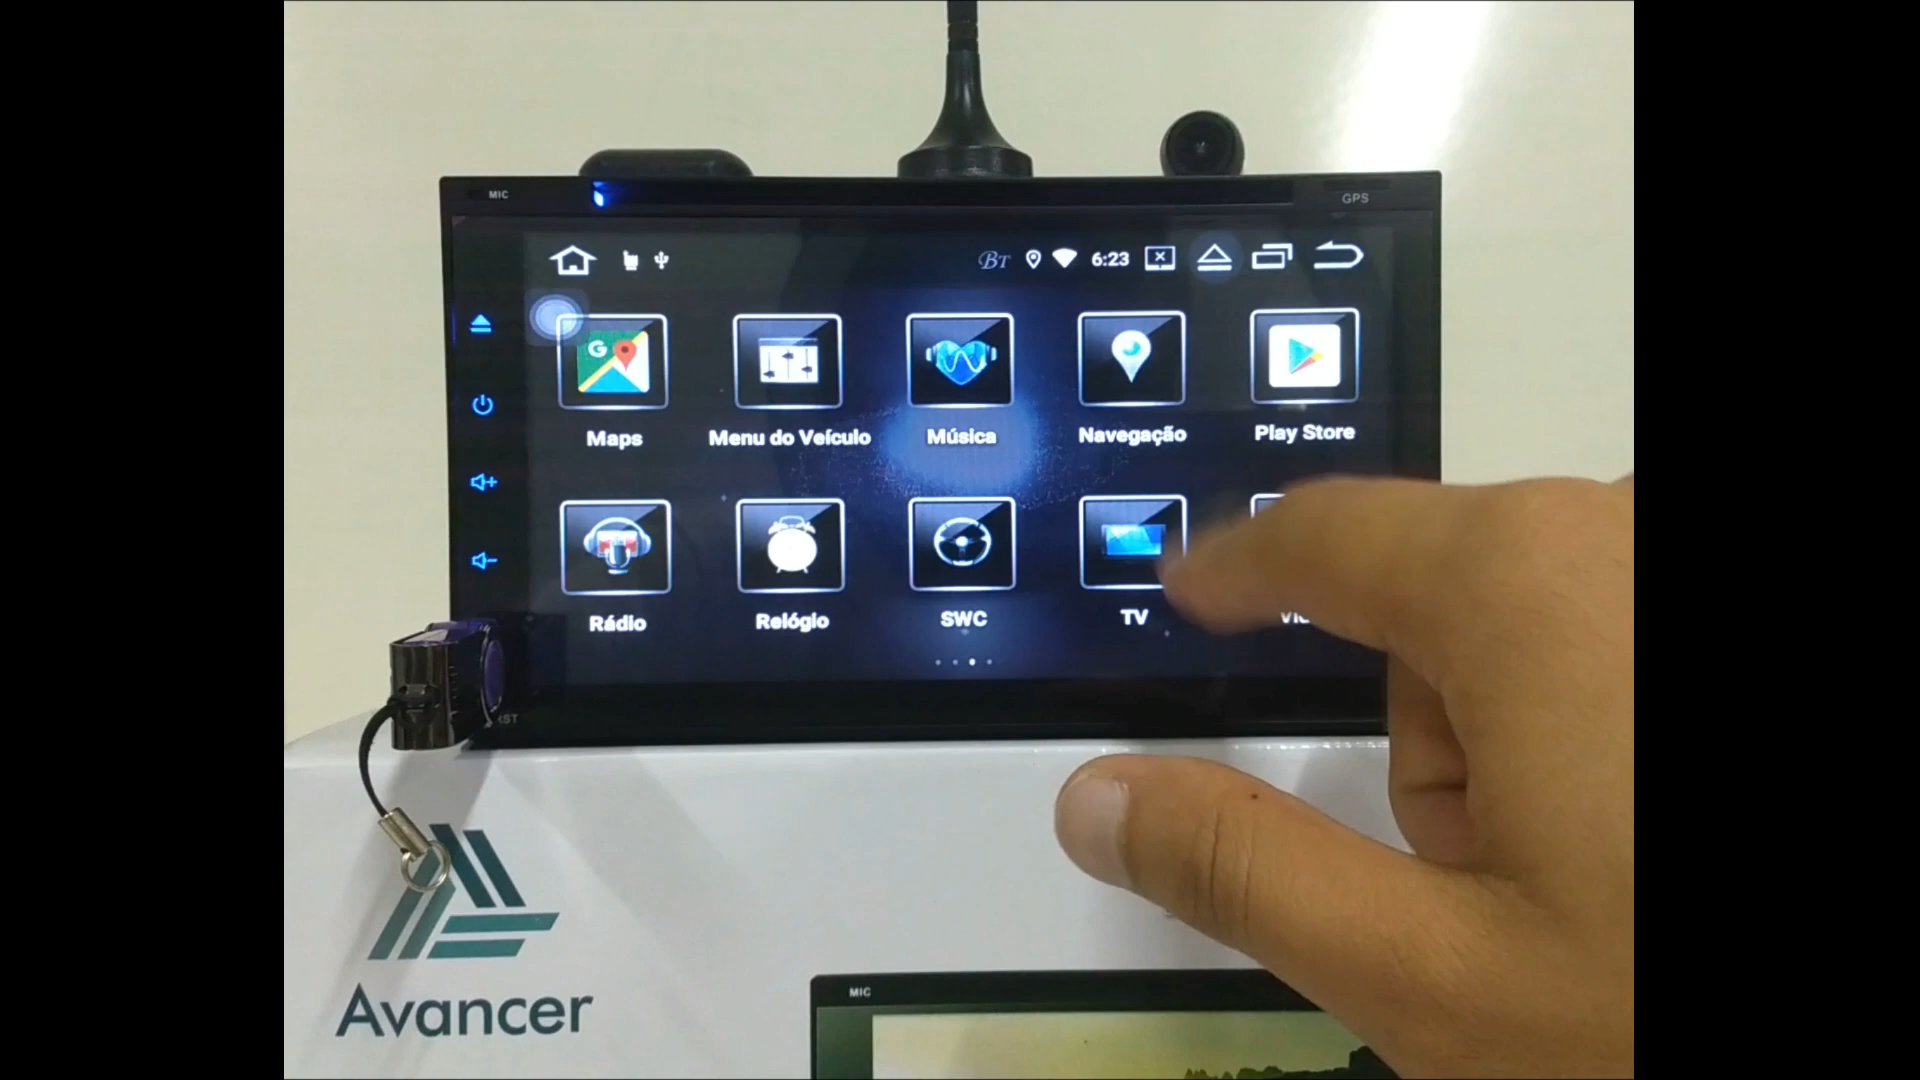 MIC
GPS
BT 6:23
G
Maps
Menu do Veículo
Música
Navegação
Play Store
Rádio
Relógio
SWC
TV
Avancer
MIC